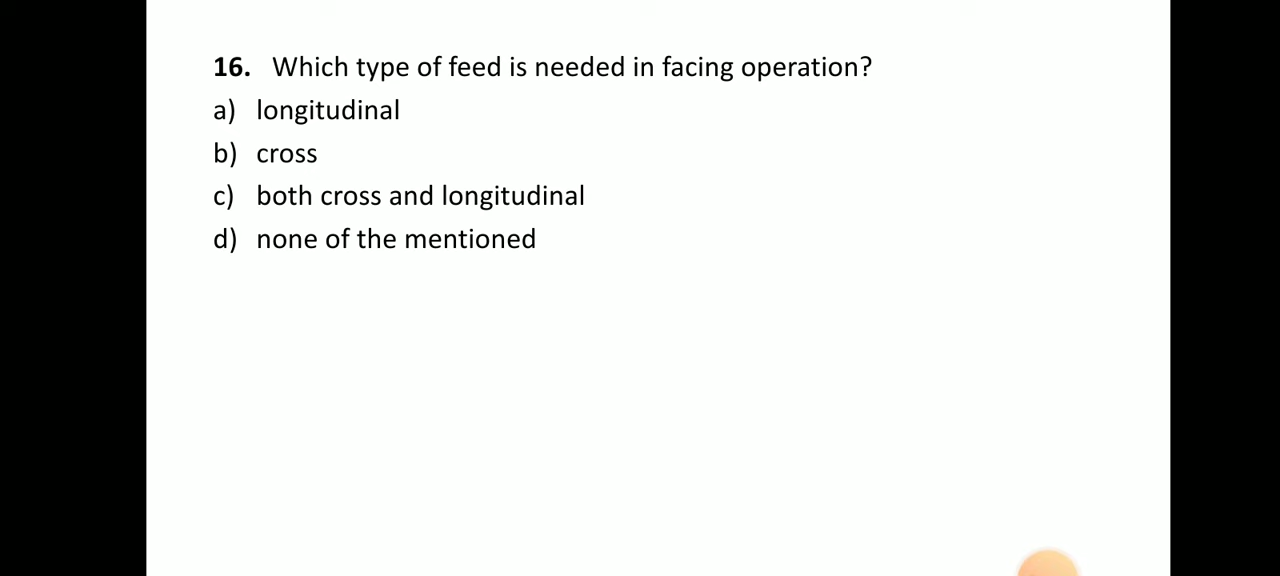 16. Which type of feed is needed in facing operation?
a) longitudinal
b) cross
c) both cross and longitudinal
d) none of the mentioned